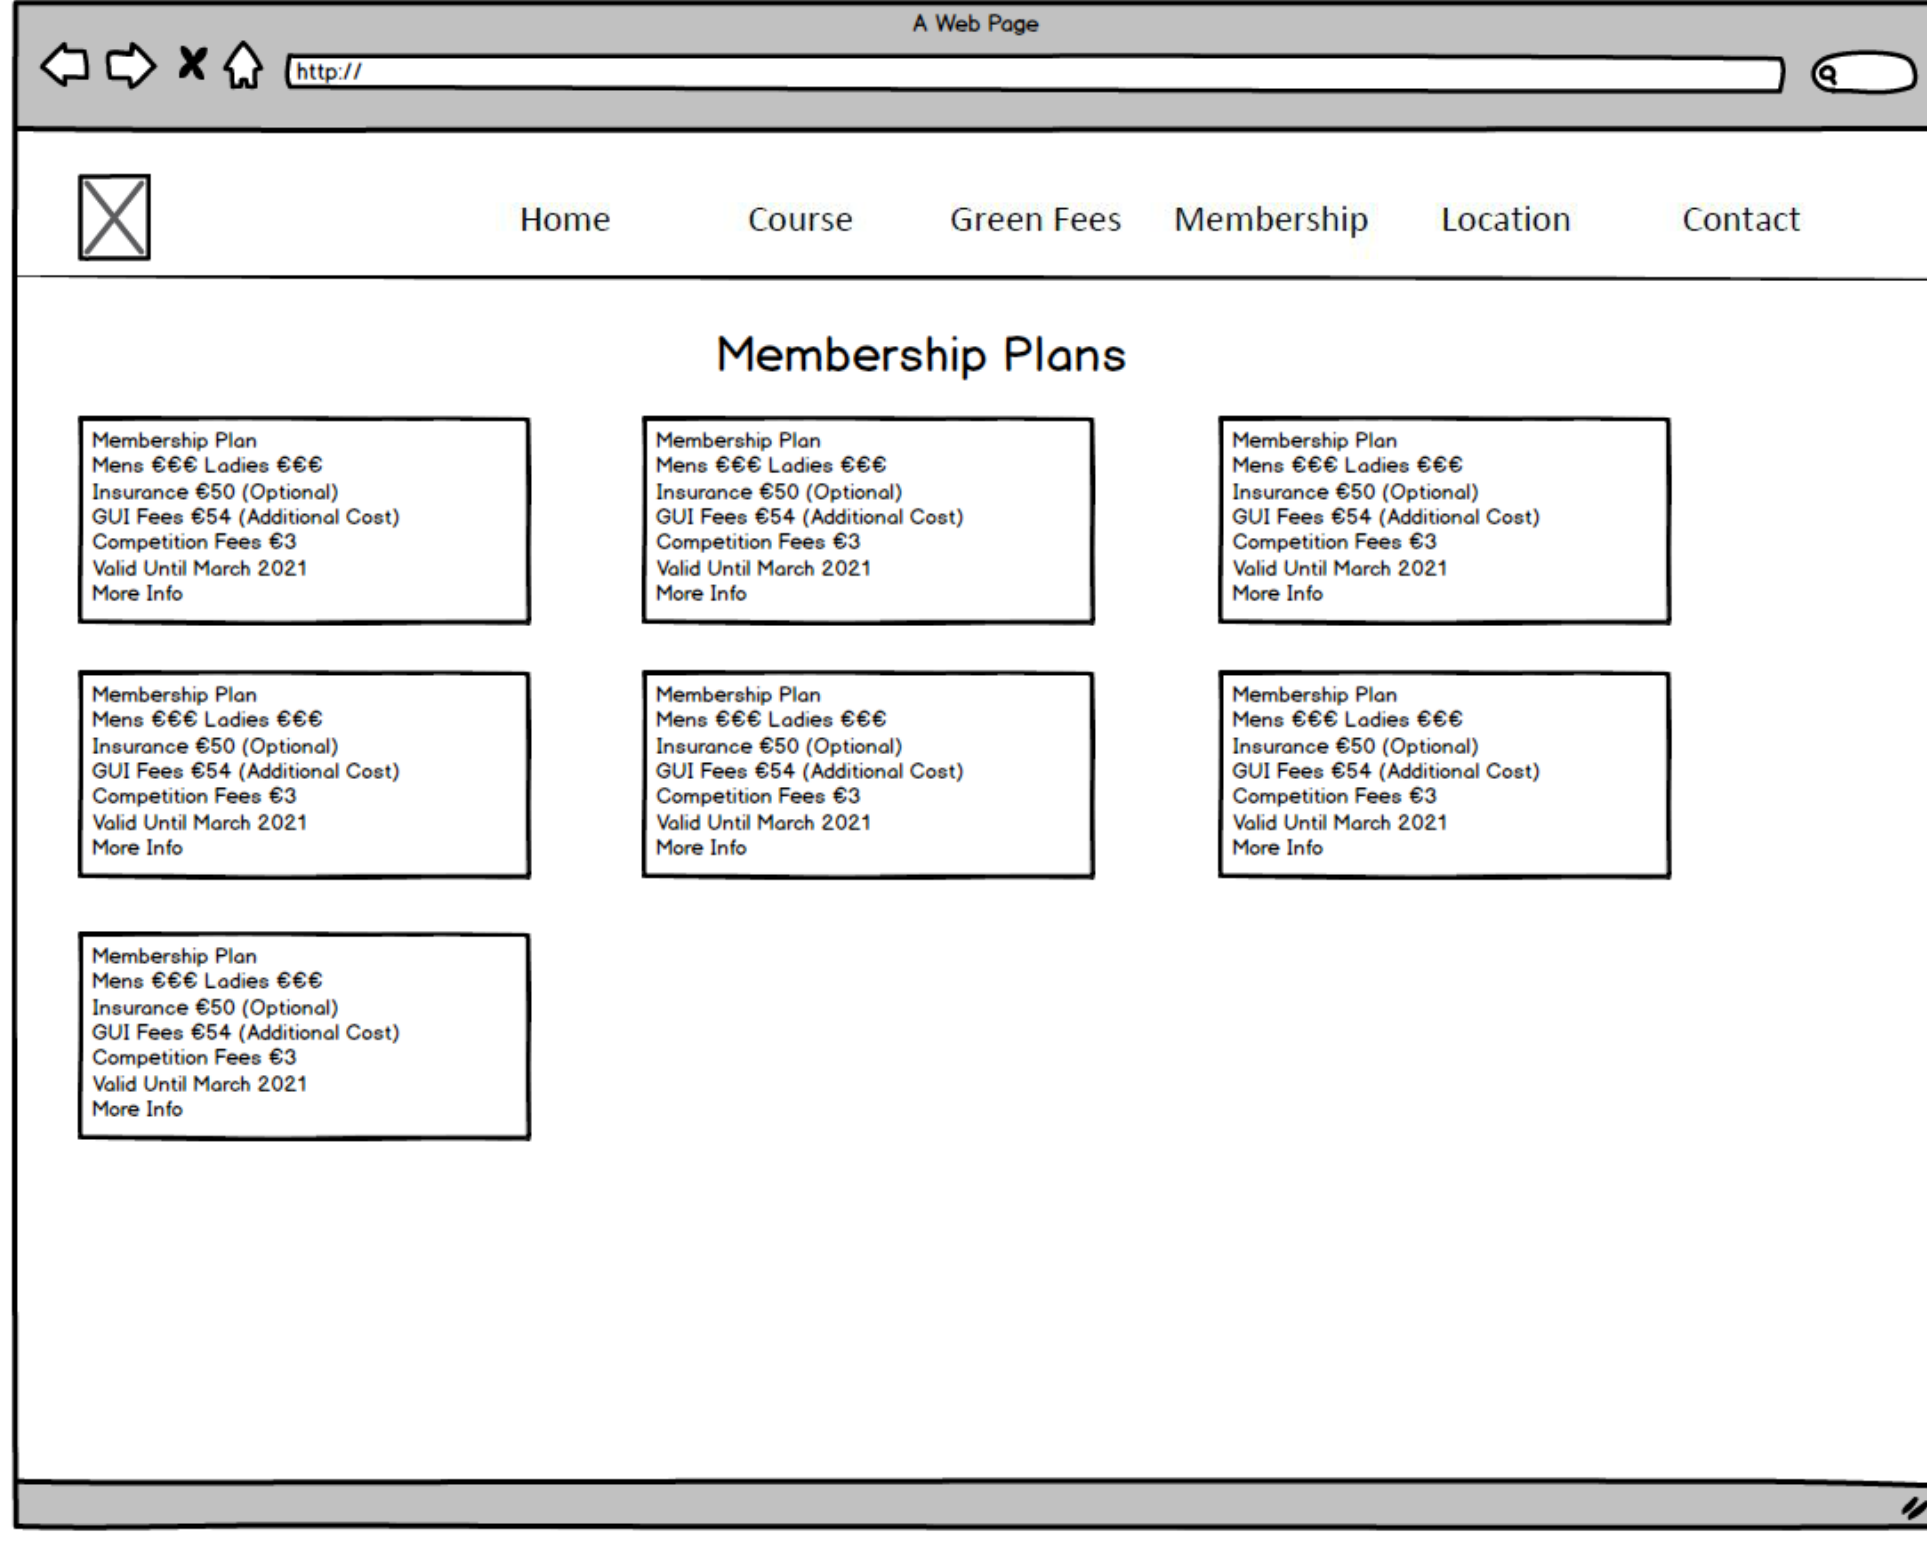 A Web Page
http://
Home Course Green Fees Membership Location Contact
Membership Plans
Membership Plan
Mens €€€ Ladies €€€
Insurance €50 (Optional)
GUI Fees €54 (Additional Cost)
Competition Fees €3
Valid Until March 2021
More Info
Membership Plan
Mens €€€ Ladies €€€
Insurance €50 (Optional)
GUI Fees €54 (Additional Cost)
Competition Fees €3
Valid Until March 2021
More Info
Membership Plan
Mens €€€ Ladies €€€
Insurance €50 (Optional)
GUI Fees €54 (Additional Cost)
Competition Fees €3
Valid Until March 2021
More Info
Membership Plan
Mens €€€ Ladies €€€
Insurance €50 (Optional)
GUI Fees €54 (Additional Cost)
Competition Fees €3
Valid Until March 2021
More Info
Membership Plan
Mens €€€ Ladies €€€
Insurance €50 (Optional)
GUI Fees €54 (Additional Cost)
Competition Fees €3
Valid Until March 2021
More Info
Membership Plan
Mens €€€ Ladies €€€
Insurance €50 (Optional)
GUI Fees €54 (Additional Cost)
Competition Fees €3
Valid Until March 2021
More Info
Membership Plan
Mens €€€ Ladies €€€
Insurance €50 (Optional)
GUI Fees €54 (Additional Cost)
Competition Fees €3
Valid Until March 2021
More Info